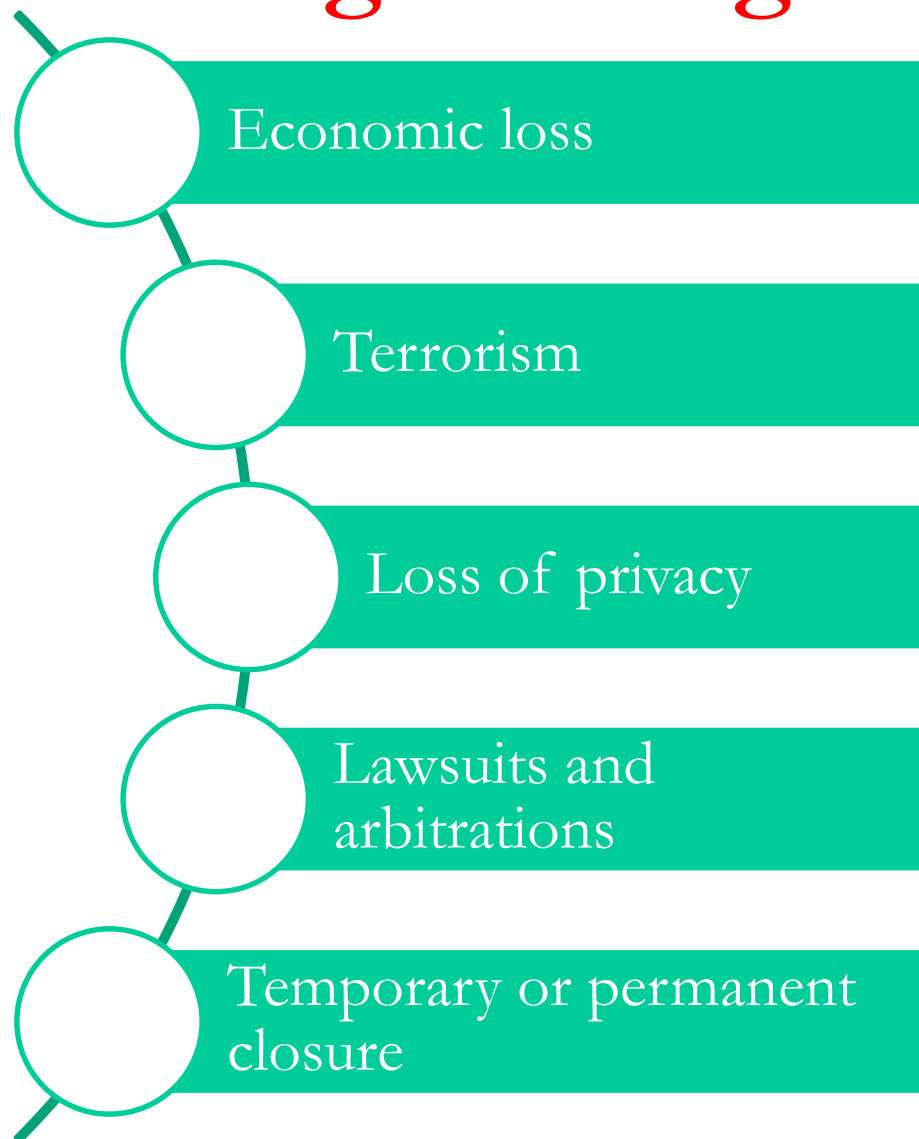 Economic loss
Terrorism
Loss of privacy
Lawsuits and
arbitrations
Temporary or permanent
closure